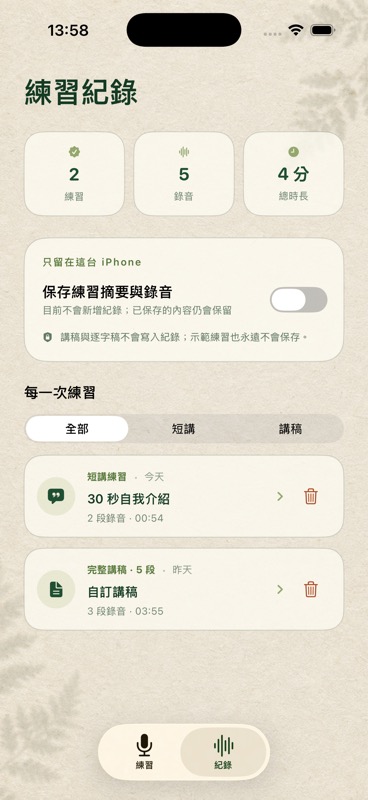 13:58
練習紀錄
2
練習
5
錄音
4 分
總時長
只留在這台 iPhone
保存練習摘要與錄音
目前不會新增紀錄；已保存的內容仍會保留
講稿與逐字稿不會寫入紀錄；示範練習也永遠不會保存。
每一次練習
全部
短講
講稿
短講練習 · 今天
30 秒自我介紹
2 段錄音 · 00:54
完整講稿 · 5 段 · 昨天
自訂講稿
3 段錄音 · 03:55
練習
紀錄